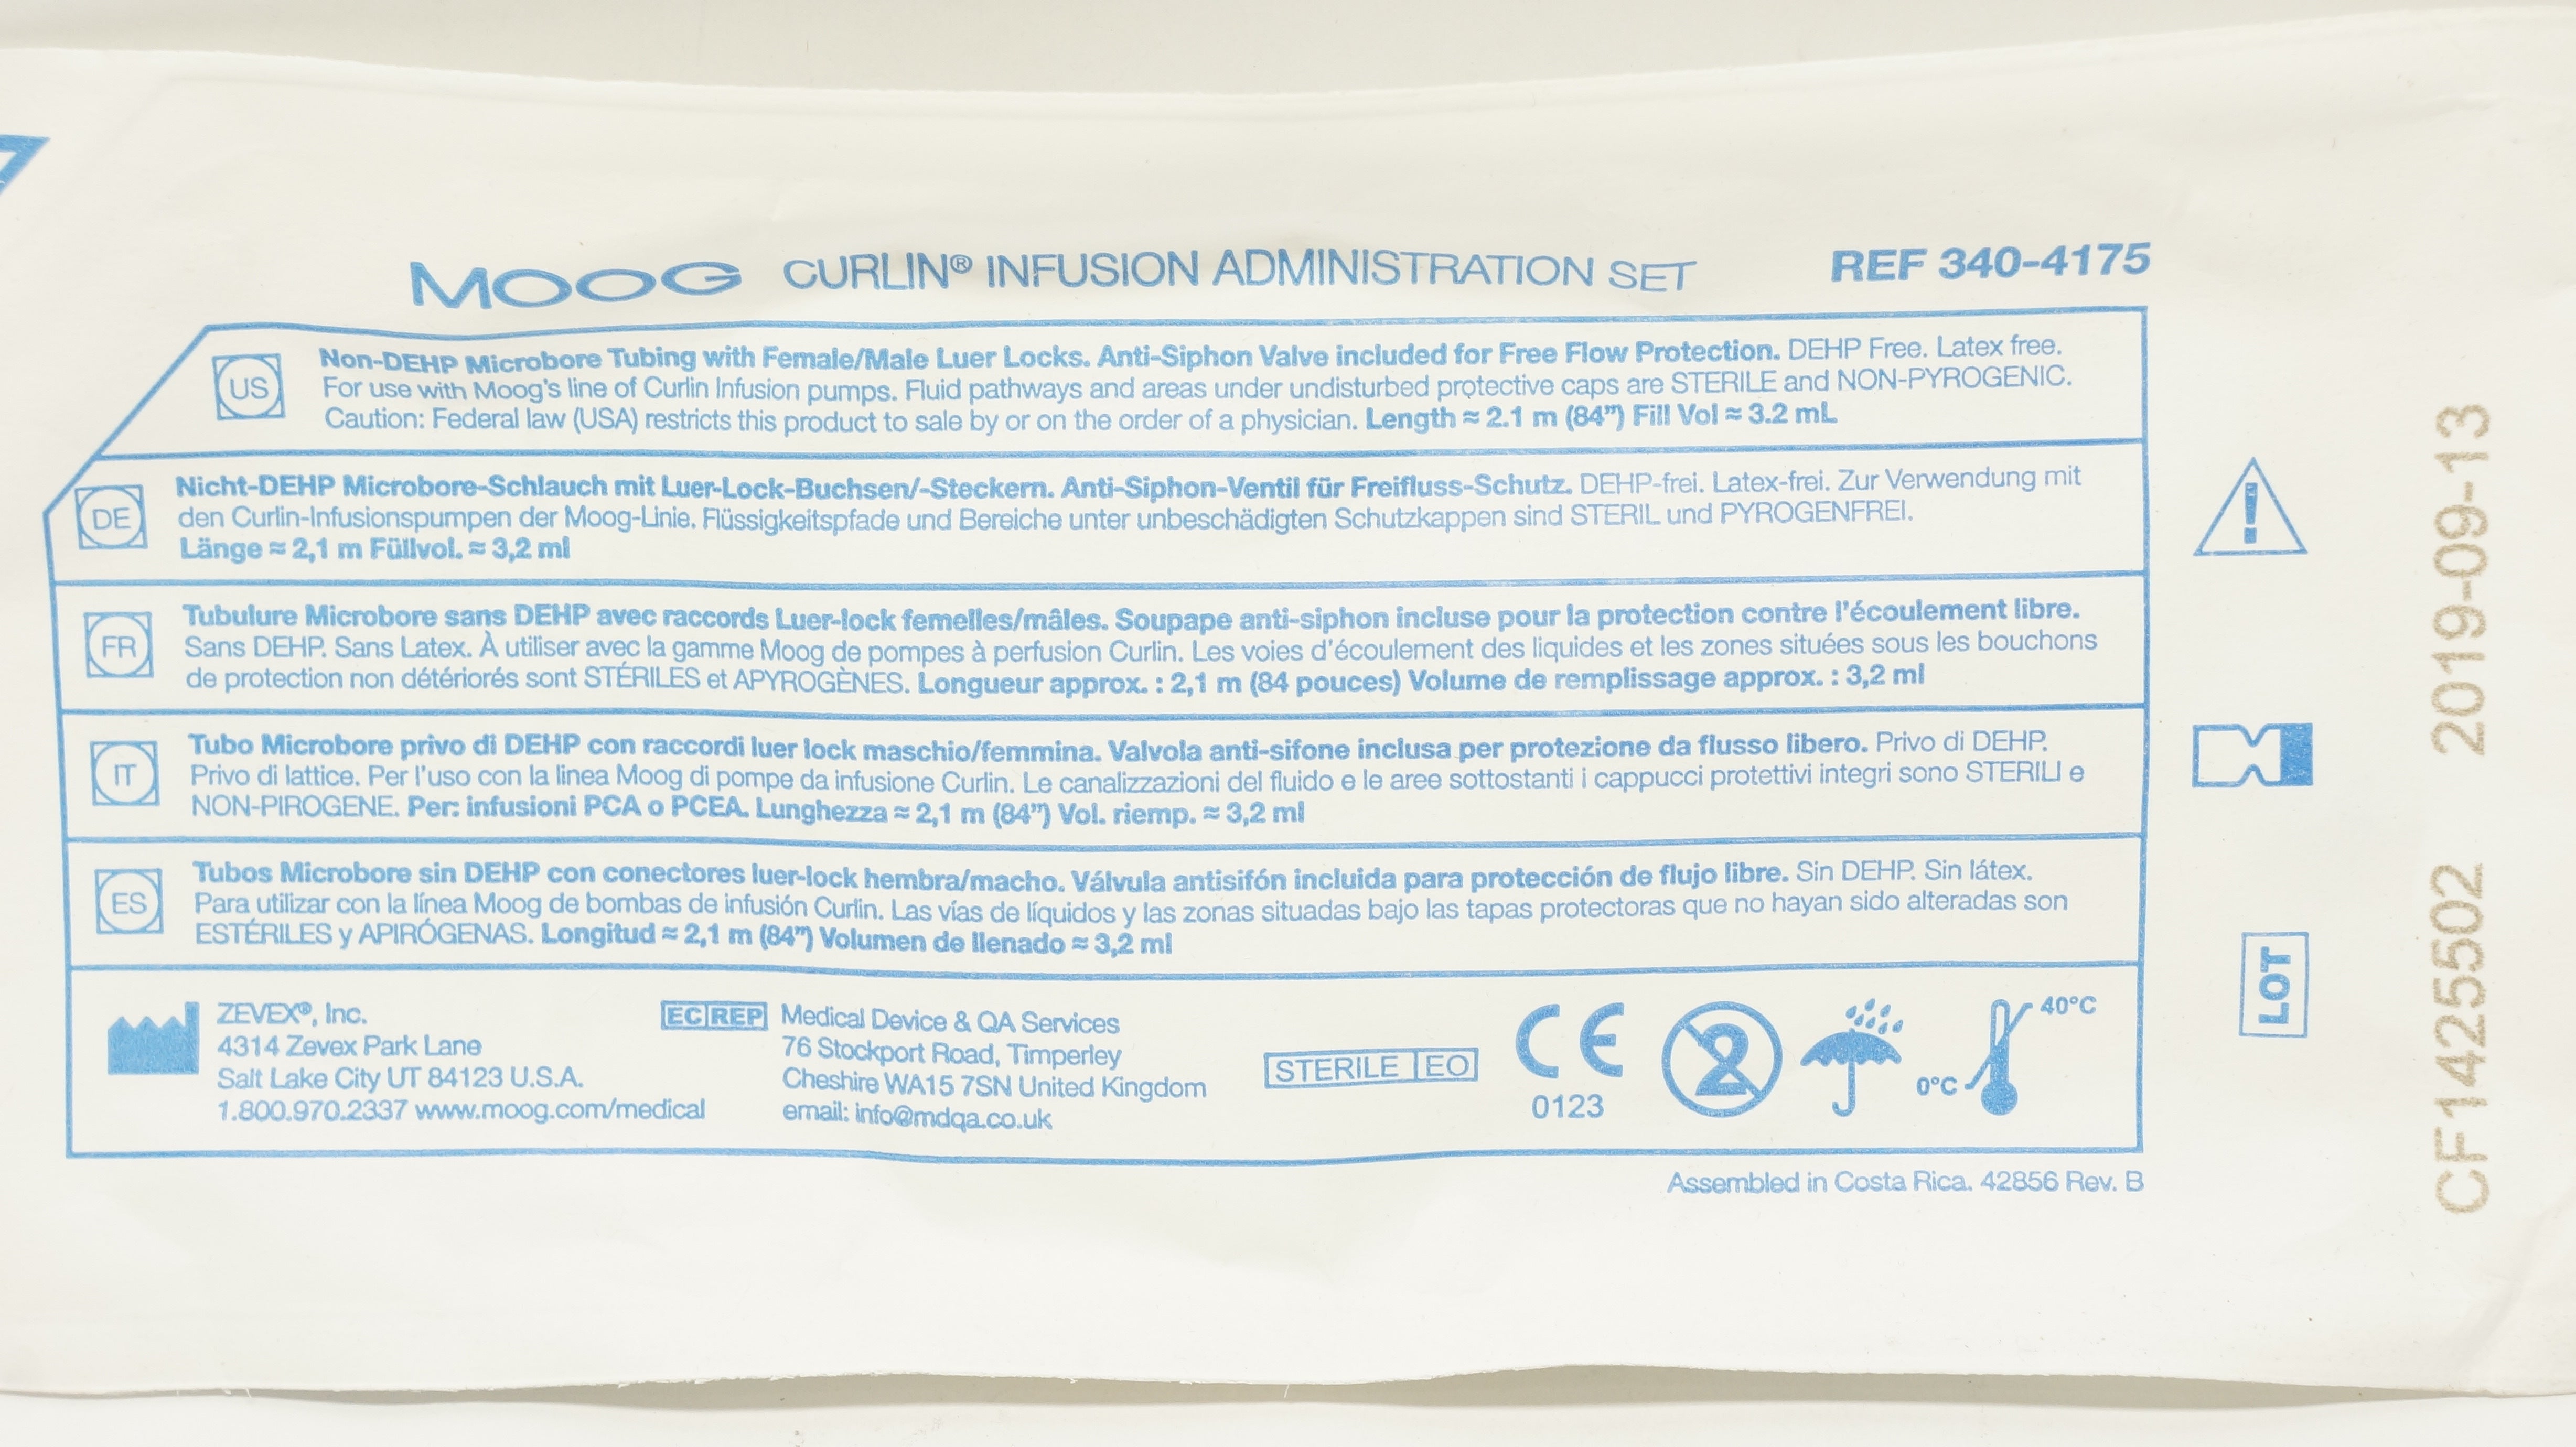 MOOG CURLIN® INFUSION ADMINISTRATION SET REF 340-4175
US
Non-DEHP Microbore Tubing with Female/Male Luer Locks. Anti-Siphon Valve included for Free Flow Protection. DEHP Free. Latex free.
For use with Moog's line of Curlin Infusion pumps. Fluid pathways and areas under undisturbed protective caps are STERILE and NON-PYROGENIC.
Caution: Federal law (USA) restricts this product to sale by or on the order of a physician. Length ≈ 2.1 m (84") Fill Vol ≈ 3.2 mL
DE
Nicht-DEHP Microbore-Schlauch mit Luer-Lock-Buchsen/-Steckern. Anti-Siphon-Ventil für Freifluss-Schutz. DEHP-frei. Latex-frei. Zur Verwendung mit
den Curlin-Infusionspumpen der Moog-Linie. Flüssigkeitspfade und Bereiche unter unbeschädigten Schutzkappen sind STERIL und PYROGENFREI.
Länge ≈ 2,1 m Füllvol. ≈ 3,2 ml
FR
Tubulure Microbore sans DEHP avec raccords Luer-lock femelles/mâles. Soupape anti-siphon incluse pour la protection contre l'écoulement libre.
Sans DEHP. Sans Latex. À utiliser avec la gamme Moog de pompes à perfusion Curlin. Les voies d'écoulement des liquides et les zones situées sous les bouchons
de protection non détériorés sont STÉRILES et APYROGÈNES. Longueur approx. : 2,1 m (84 pouces) Volume de remplissage approx. : 3,2 ml
IT
Tubo Microbore privo di DEHP con raccordi luer lock maschio/femmina. Valvola anti-sifone inclusa per protezione da flusso libero. Privo di DEHP.
Privo di lattice. Per l'uso con la linea Moog di pompe da infusione Curlin. Le canalizzazioni del fluido e le aree sottostanti i cappucci protettivi integri sono STERILI e
NON-PIROGENE. Per: infusioni PCA o PCEA. Lunghezza ≈ 2,1 m (84") Vol. riemp. ≈ 3,2 ml
ES
Tubos Microbore sin DEHP con conectores luer-lock hembra/macho. Válvula antisifón incluida para protección de flujo libre. Sin DEHP. Sin látex.
Para utilizar con la línea Moog de bombas de infusión Curlin. Las vías de líquidos y las zonas situadas bajo las tapas protectoras que no hayan sido alteradas son
ESTÉRILES y APIRÓGENAS. Longitud ≈ 2,1 m (84") Volumen de llenado ≈ 3,2 ml
ZEVEX®, Inc.
4314 Zevex Park Lane
Salt Lake City UT 84123 U.S.A.
1.800.970.2337 www.moog.com/medical
EC REP
Medical Device & QA Services
76 Stockport Road, Timperley
Cheshire WA15 7SN United Kingdom
email: info@mdqa.co.uk
STERILE EO
CE
0123
2
0°C
40°C
Assembled in Costa Rica. 42856 Rev. B
LOT
CF1425502 2019-09-13